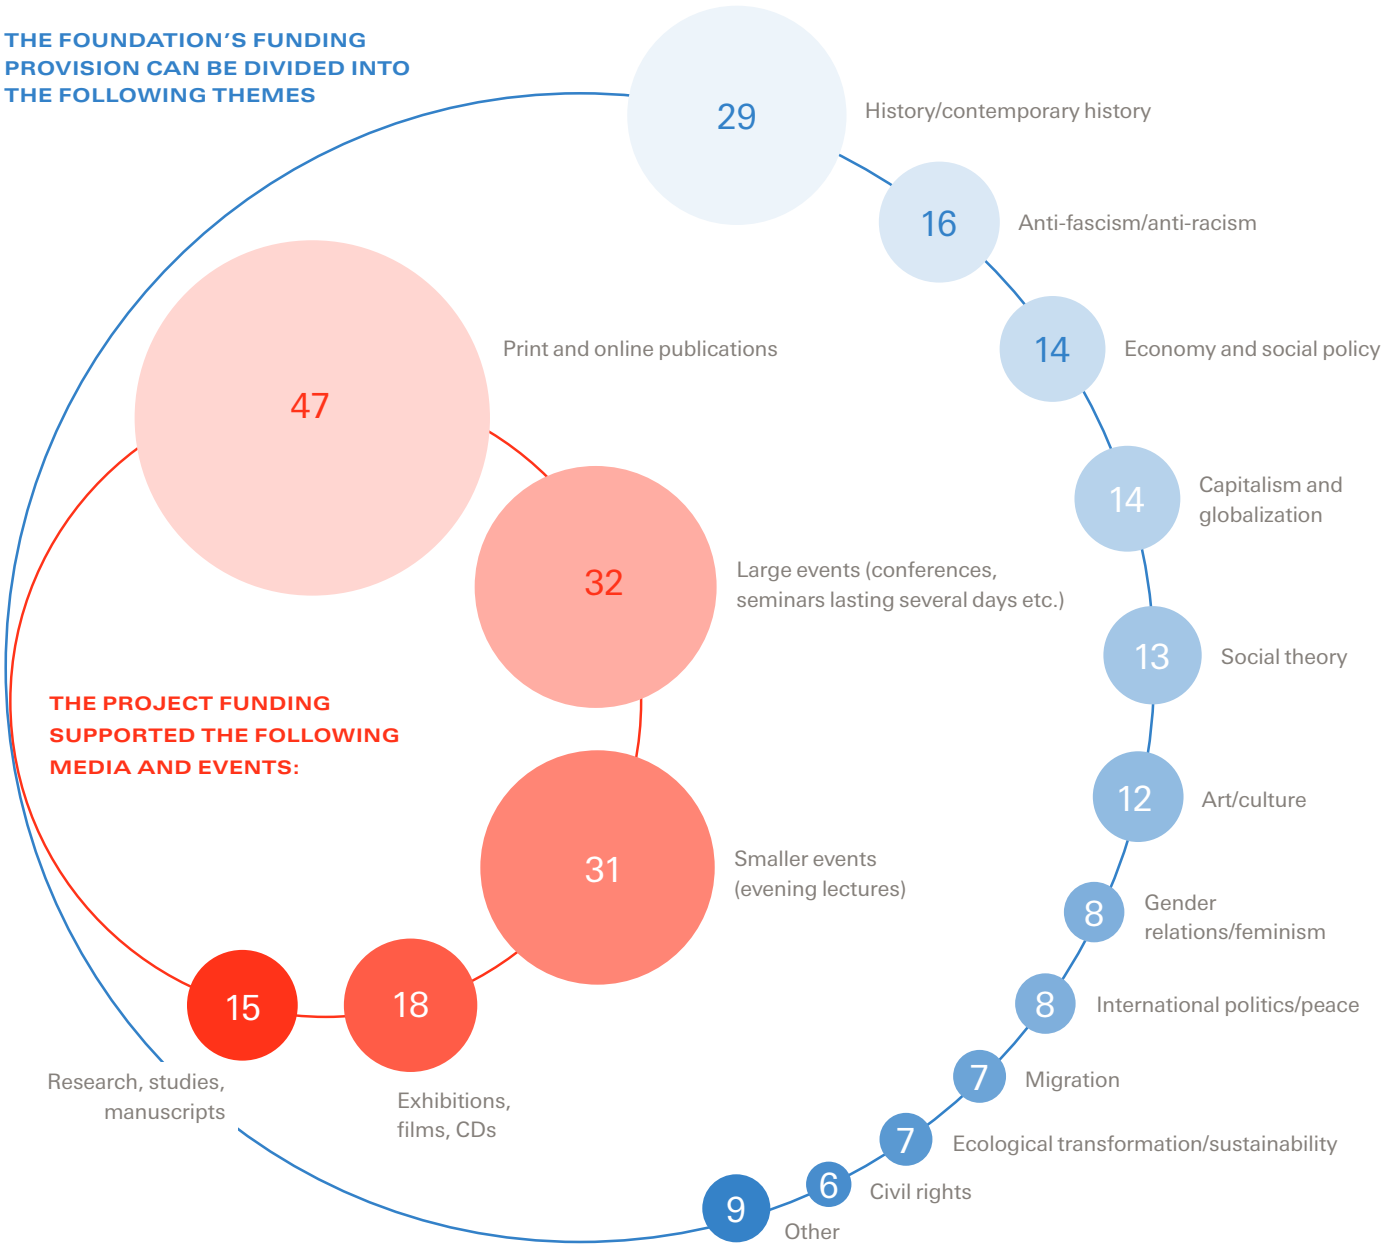 THE FOUNDATION'S FUNDING
PROVISION CAN BE DIVIDED INTO
THE FOLLOWING THEMES
29
History/contemporary history
16
Anti-fascism/anti-racism
14
Economy and social policy
14
Capitalism and
globalization
13
Social theory
12
Art/culture
8
Gender
relations/feminism
8
International politics/peace
7
Migration
7
Ecological transformation/sustainability
6
Civil rights
9
Other
THE PROJECT FUNDING
SUPPORTED THE FOLLOWING
MEDIA AND EVENTS:
47
Print and online publications
32
Large events (conferences,
seminars lasting several days etc.)
31
Smaller events
(evening lectures)
18
Exhibitions,
films, CDs
15
Research, studies,
manuscripts